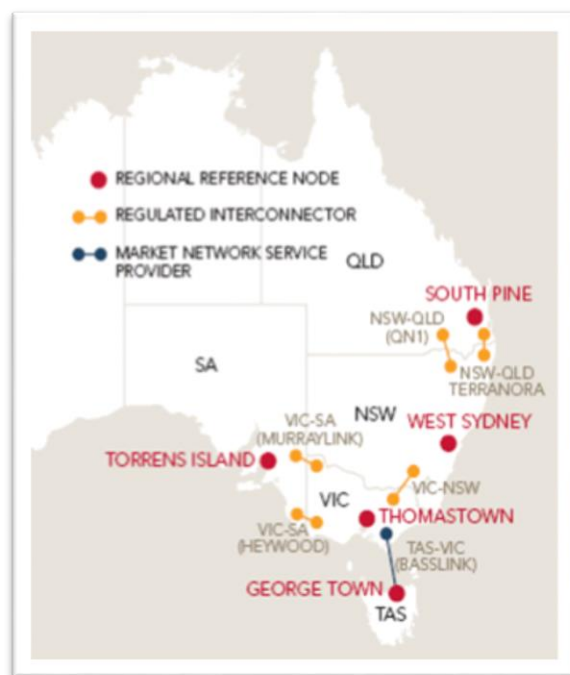 REGIONAL REFERENCE NODE
REGULATED INTERCONNECTOR
MARKET NETWORK SERVICE
PROVIDER
QLD
SOUTH PINE
NSW-QLD
(QN1)
NSW-QLD
TERRANORA
SA
NSW
WEST SYDNEY
VIC-SA
(MURRAYLINK)
TORRENS ISLAND
VIC-NSW
VIC
THOMASTOWN
VIC-SA
(HEYWOOD)
TAS-VIC
(BASSLINK)
GEORGE TOWN
TAS